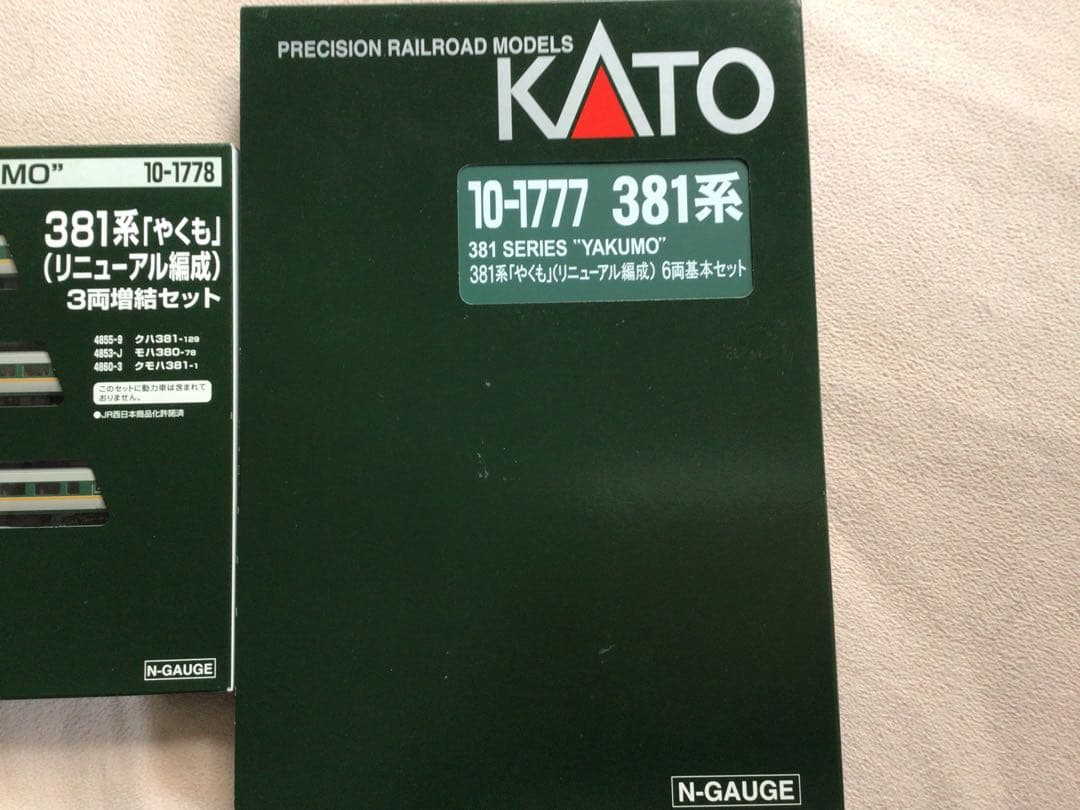 MO" 10-1778
381系「やくも」
(リニューアル編成)
3両増結セット
4855-9 クハ381-129
4853-J モハ380-78
4860-3 クモハ381-1
このセットに動力車は含まれて
おりません。
●JR西日本商品化許諾済
N-GAUGE
PRECISION RAILROAD MODELS
KATO
10-1777 381系
381 SERIES "YAKUMO"
381系「やくも」(リニューアル編成) 6両基本セット
N-GAUGE